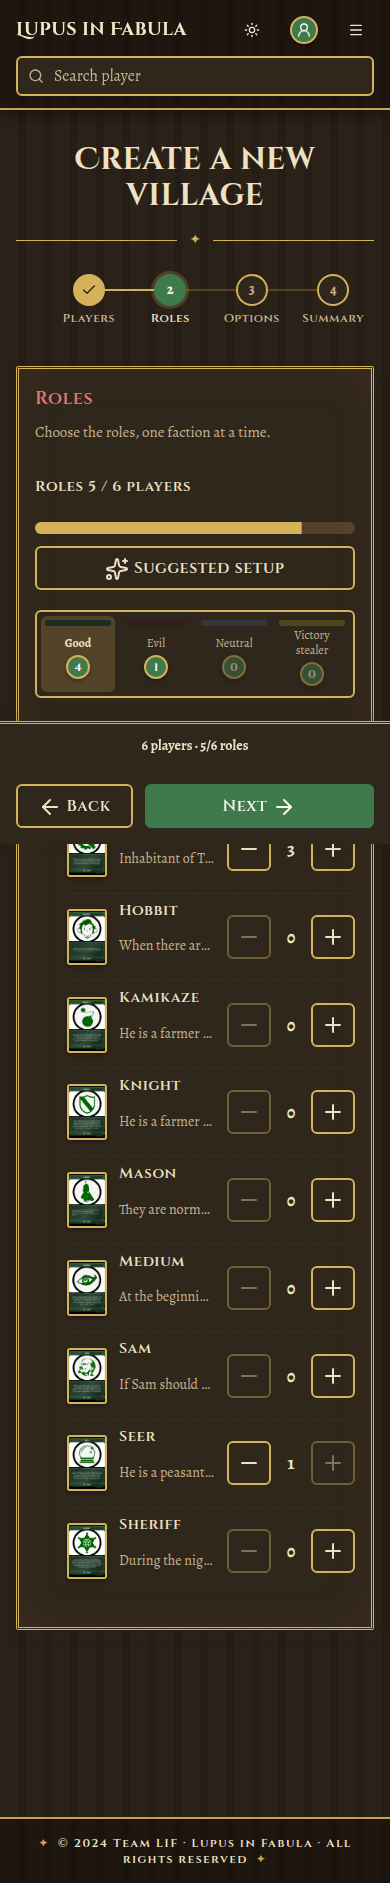 Lupus in Fabula
Search player
Create a new
village
Players
2
Roles
3
Options
4
Summary
Roles
Choose the roles, one faction at a time.
Roles 5 / 6 players
Suggested setup
Good
4
Evil
1
Neutral
0
Victory
stealer
0
6 players · 5/6 roles
Back
Next
Inhabitant of T...
3
Hobbit
When there ar...
0
Kamikaze
He is a farmer ...
0
Knight
He is a farmer ...
0
Mason
They are norm...
0
Medium
At the beginni...
0
Sam
If Sam should ...
0
Seer
He is a peasant...
1
Sheriff
During the nig...
0
© 2024 Team LIF · Lupus in Fabula · All
rights reserved